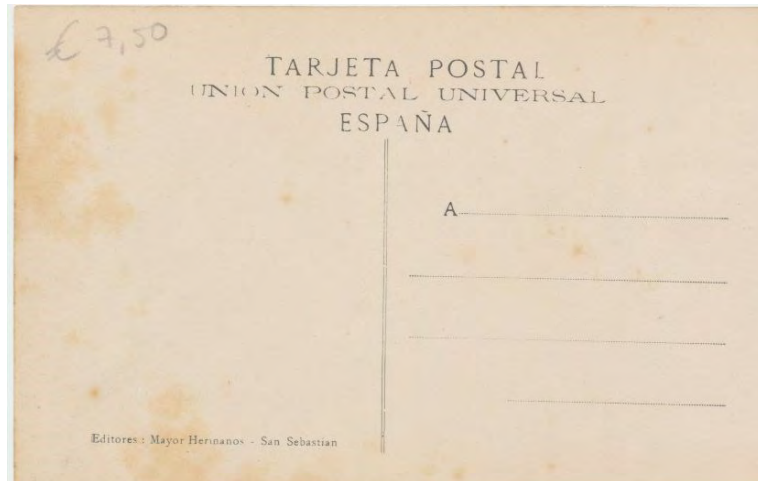 € 7,50
TARJETA POSTAL
UNION POSTAL UNIVERSAL
ESPAÑA
A
Editores : Mayor Hermanos - San Sebastian